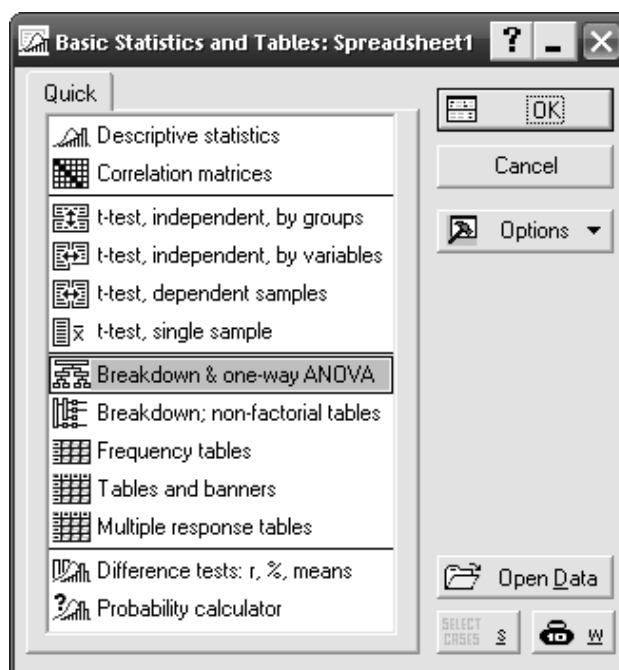 Basic Statistics and Tables: Spreadsheet1 ?
Quick
Descriptive statistics
Correlation matrices
t-test, independent, by groups
t-test, independent, by variables
t-test, dependent samples
x t-test, single sample
Breakdown & one-way ANOVA
Breakdown; non-factorial tables
Frequency tables
Tables and banners
Multiple response tables
Difference tests: r, %, means
? Probability calculator
OK
Cancel
Options
Open Data
SELECT
CASES S
W